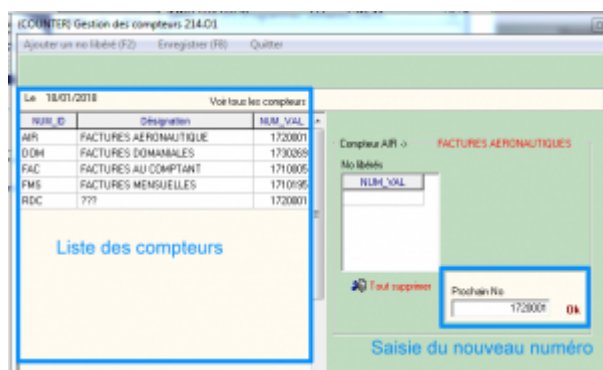 (COUNTER) Gestion des compteurs 214.01
Ajouter un no libéré (F2) Enregistrer (F8) Quitter
Le 18/01/2018 Voir tous les compteurs
NUM_ID Désignation NUM_VAL
AIR FACTURES AERONAUTIQUE 1720801
DOM FACTURES DOMANIALES 1730269
FAC FACTURES AU COMPTANT 1710805
FMS FACTURES MENSUELLES 1710195
RDC ??? 1720801
Liste des compteurs
Compteur AIR -> FACTURES AERONAUTIQUES
No libérés
NUM_VAL
Tout supprimer
Prochain No
1720801 Ok
Saisie du nouveau numéro